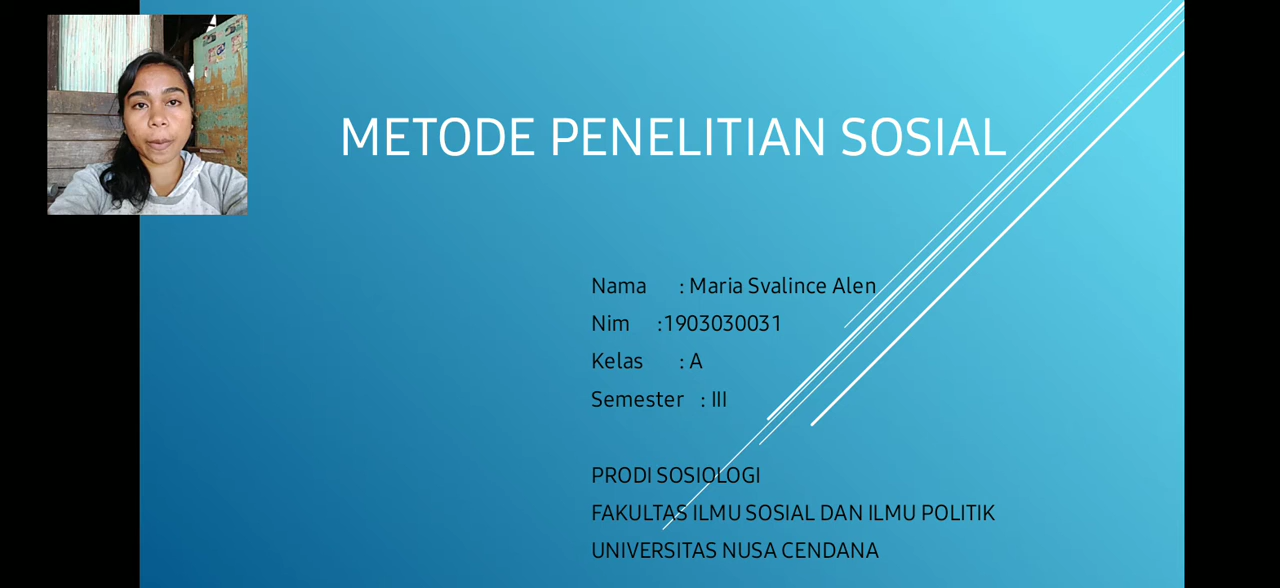 METODE PENELITIAN SOSIAL
Nama : Maria Svalince Alen
Nim :1903030031
Kelas : A
Semester : III
PRODI SOSIOLOGI
FAKULTAS ILMU SOSIAL DAN ILMU POLITIK
UNIVERSITAS NUSA CENDANA